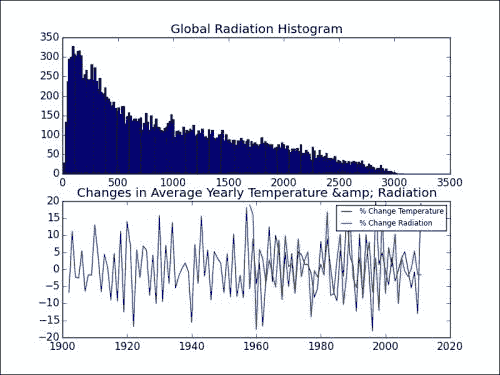 Global Radiation Histogram
350
300
250
200
150
100
50
0
0 500 1000 1500 2000 2500 3000 3500
Changes in Average Yearly Temperature &amp; Radiation
20
15
10
5
0
−5
−10
−15
−20
% Change Temperature
% Change Radiation
1900 1920 1940 1960 1980 2000 2020